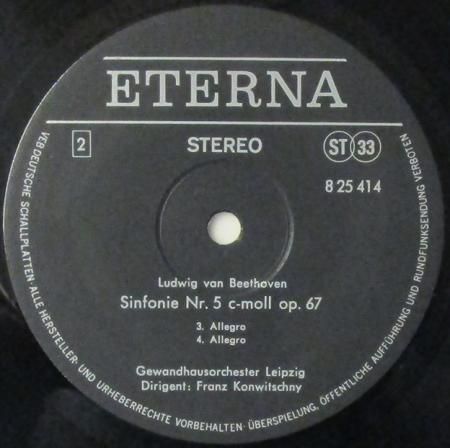 ETERNA
2
STEREO
ST 33
8 25 414
Ludwig van Beethoven
Sinfonie Nr. 5 c-moll op. 67
3. Allegro
4. Allegro
Gewandhausorchester Leipzig
Dirigent: Franz Konwitschny
VEB DEUTSCHE SCHALLPLATTEN · ALLE HERSTELLER- UND URHEBERRECHTE VORBEHALTEN · ÜBERSPIELUNG, ÖFFENTLICHE AUFFÜHRUNG UND RUNDFUNKSENDUNG VERBOTEN